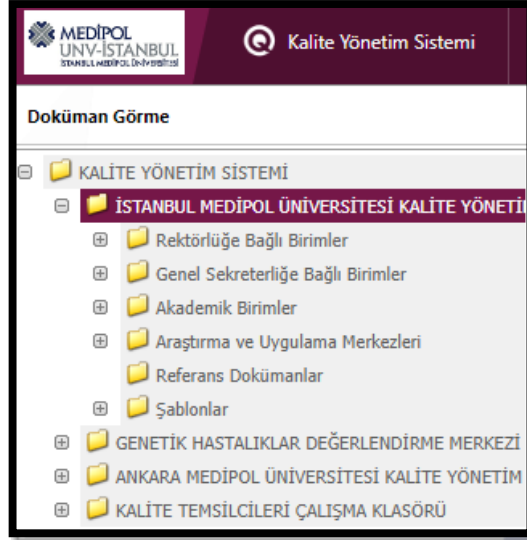 MEDİPOL
UNV-İSTANBUL
İSTANBUL MEDİPOL ÜNİVERSİTESİ
Kalite Yönetim Sistemi
Doküman Görme
KALİTE YÖNETİM SİSTEMİ
İSTANBUL MEDİPOL ÜNİVERSİTESİ KALİTE
Rektörlüğe Bağlı Birimler
Genel Sekreterliğe Bağlı Birimler
Akademik Birimler
Araştırma ve Uygulama Merkezleri
Referans Dokümanlar
Şablonlar
GENETİK HASTALIKLAR DEĞERLENDİRME MERKEZİ
ANKARA MEDİPOL ÜNİVERSİTESİ KALİTE YÖNETİM
KALİTE TEMSİLCİLERİ ÇALIŞMA KLASÖRÜ